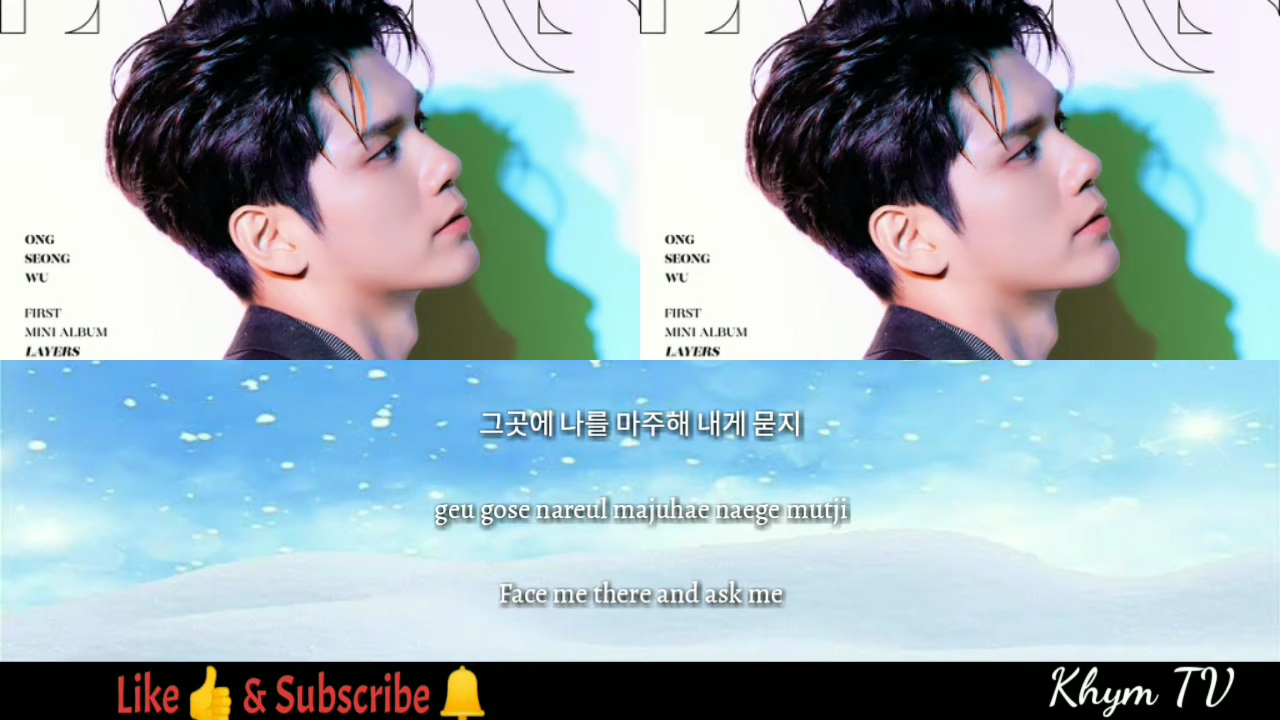 ONG
SEONG
WU
FIRST
MINI ALBUM
LAYERS
ONG
SEONG
WU
FIRST
MINI ALBUM
LAYERS
그곳에 나를 마주해 내게 묻지
geu gose nareul majuhae naege mutji
Face me there and ask me
Like 👍 & Subscribe 🔔
Khym TV